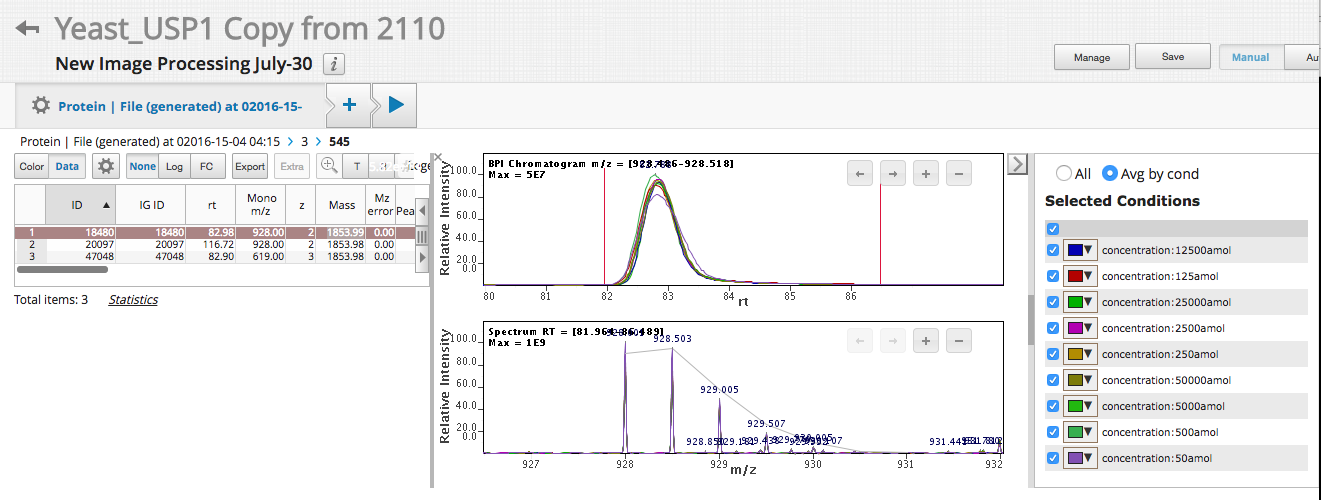 Yeast_USP1 Copy from 2110
New Image Processing July-30 i
Manage Save Manual Au
Protein | File (generated) at 02016-15- +
Protein | File (generated) at 02016-15-04 04:15 > 3 > 545
Color Data None Log FC Export Extra T
ID ▲ IG ID rt Mono m/z z Mass Mz error Pea
1 18480 18480 82.98 928.00 2 1853.99 0.00
2 20097 20097 116.72 928.00 2 1853.98 0.00
3 47048 47048 82.90 619.00 3 1853.98 0.00
Total items: 3 Statistics
BPI Chromatogram m/z = [927.486-928.518]
Max = 5E7
Relative Intensity
100.0
80.0
60.0
40.0
20.0
0.0
80 81 82 83 84 85 86
rt
← → + −
Spectrum RT = [81.964-86.489]
Max = 1E9
Relative Intensity
100.0
80.0
60.0
40.0
20.0
0.0
928.503
929.005
929.507
927 928 929 930 931 932
m/z
← → + −
All Avg by cond
Selected Conditions
concentration:12500amol
concentration:125amol
concentration:25000amol
concentration:2500amol
concentration:250amol
concentration:50000amol
concentration:5000amol
concentration:500amol
concentration:50amol